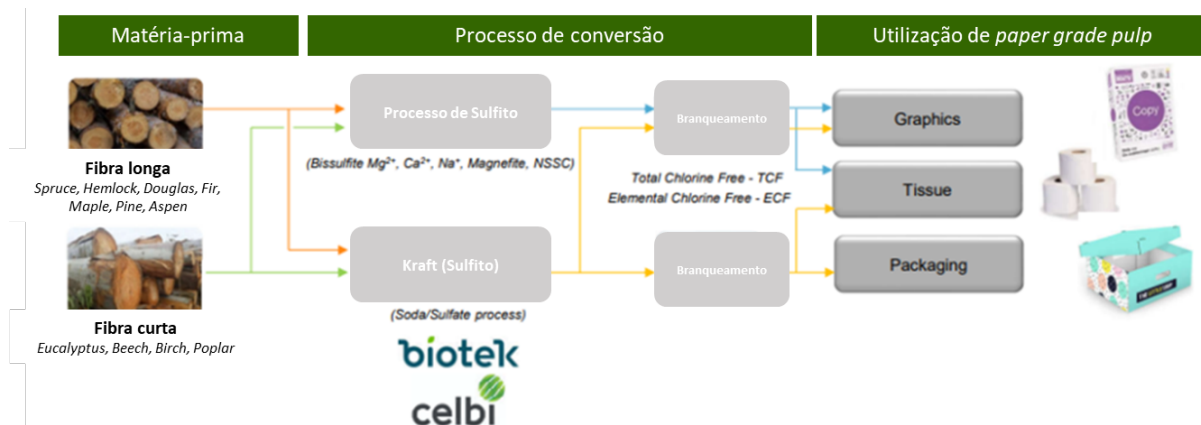 Matéria-prima
Processo de conversão
Utilização de paper grade pulp
Fibra longa
Spruce, Hemlock, Douglas, Fir,
Maple, Pine, Aspen
Fibra curta
Eucalyptus, Beech, Birch, Poplar
Processo de Sulfito
(Bissulfite Mg²⁺, Ca²⁺, Na⁺, Magnefite, NSSC)
Kraft (Sulfito)
(Soda/Sulfate process)
biotek
celbi
Branqueamento
Total Chlorine Free - TCF
Elemental Chlorine Free - ECF
Branqueamento
Graphics
Tissue
Packaging
Copy